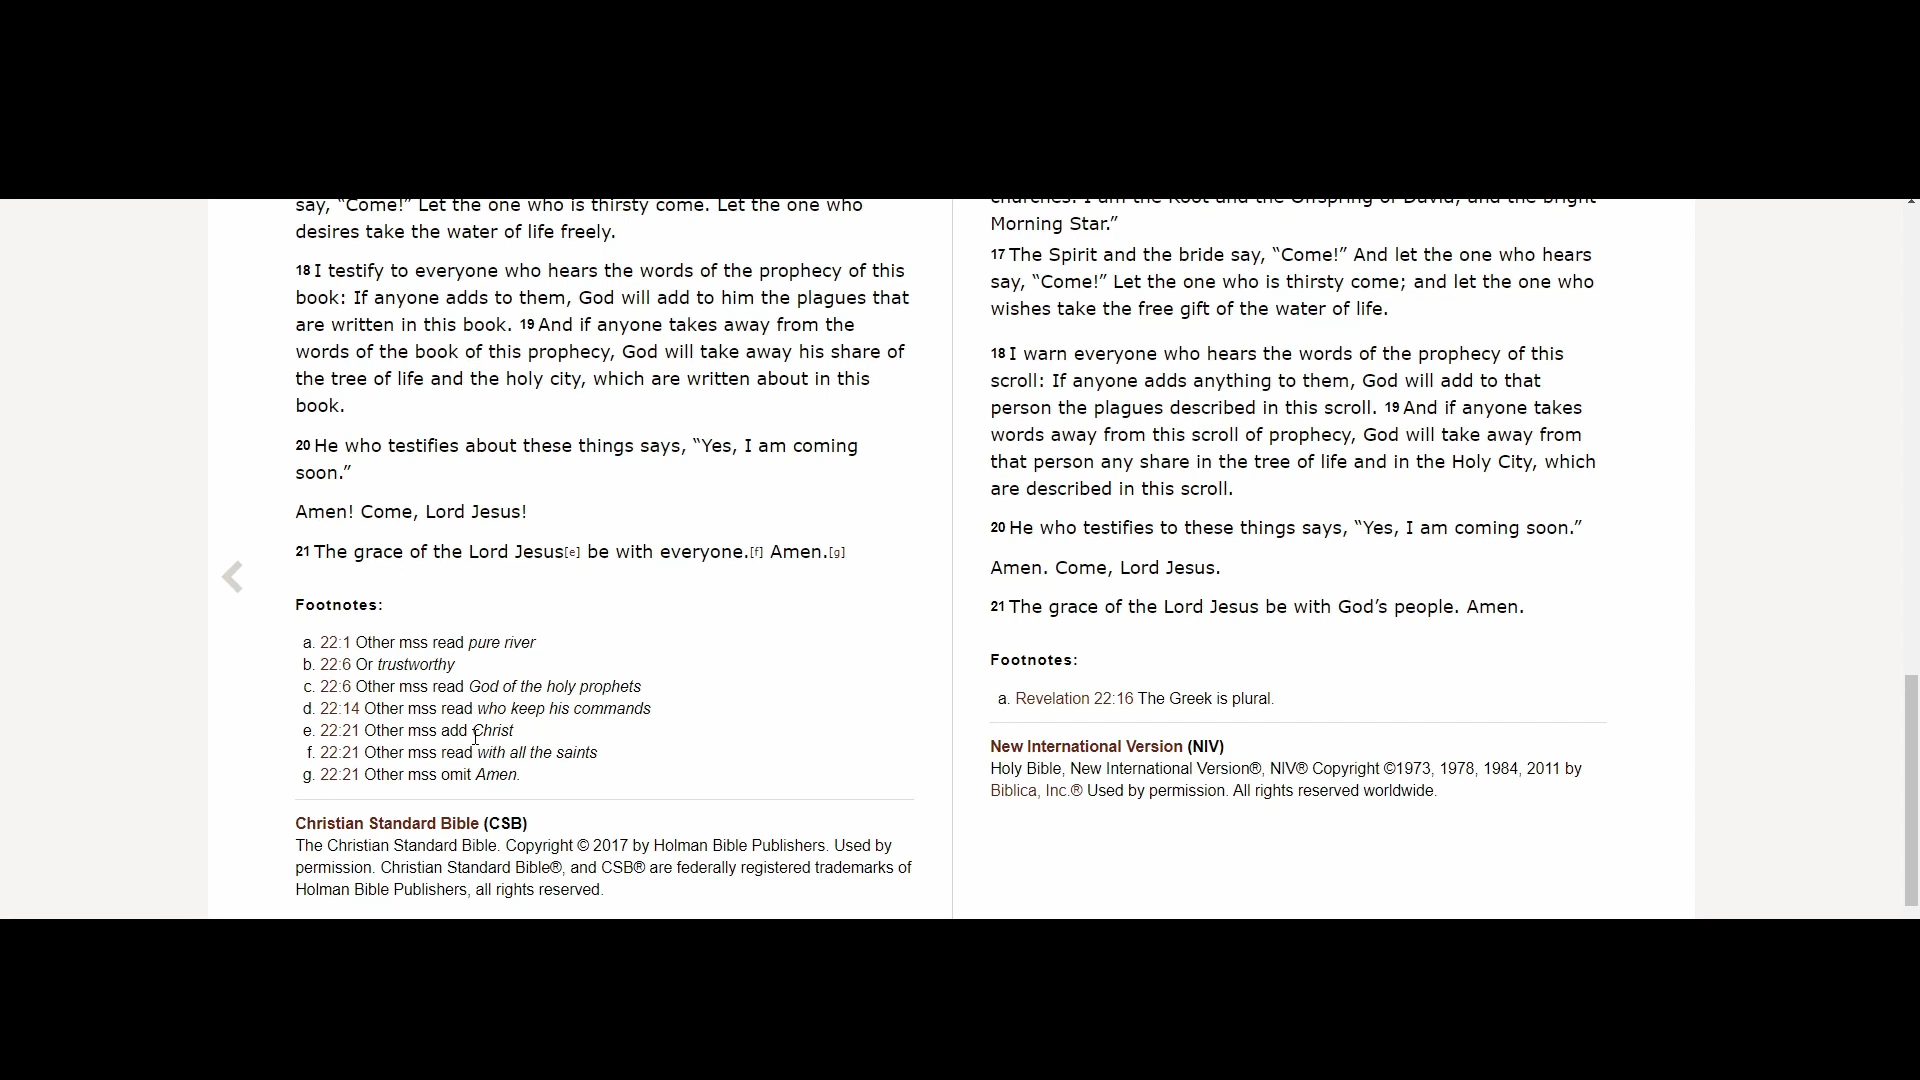 say, “Come!” Let the one who is thirsty come. Let the one who
desires take the water of life freely.
18 I testify to everyone who hears the words of the prophecy of this
book: If anyone adds to them, God will add to him the plagues that
are written in this book. 19 And if anyone takes away from the
words of the book of this prophecy, God will take away his share of
the tree of life and the holy city, which are written about in this
book.
20 He who testifies about these things says, “Yes, I am coming
soon.”
Amen! Come, Lord Jesus!
21 The grace of the Lord Jesus[e] be with everyone.[f] Amen.[g]
Footnotes:
a. 22:1 Other mss read pure river
b. 22:6 Or trustworthy
c. 22:6 Other mss read God of the holy prophets
d. 22:14 Other mss read who keep his commands
e. 22:21 Other mss add Christ
f. 22:21 Other mss read with all the saints
g. 22:21 Other mss omit Amen.
Christian Standard Bible (CSB)
The Christian Standard Bible. Copyright © 2017 by Holman Bible Publishers. Used by
permission. Christian Standard Bible®, and CSB® are federally registered trademarks of
Holman Bible Publishers, all rights reserved.
churches. I am the Root and the Offspring of David, and the bright
Morning Star.”
17 The Spirit and the bride say, “Come!” And let the one who hears
say, “Come!” Let the one who is thirsty come; and let the one who
wishes take the free gift of the water of life.
18 I warn everyone who hears the words of the prophecy of this
scroll: If anyone adds anything to them, God will add to that
person the plagues described in this scroll. 19 And if anyone takes
words away from this scroll of prophecy, God will take away from
that person any share in the tree of life and in the Holy City, which
are described in this scroll.
20 He who testifies to these things says, “Yes, I am coming soon.”
Amen. Come, Lord Jesus.
21 The grace of the Lord Jesus be with God’s people. Amen.
Footnotes:
a. Revelation 22:16 The Greek is plural.
New International Version (NIV)
Holy Bible, New International Version®, NIV® Copyright ©1973, 1978, 1984, 2011 by
Biblica, Inc.® Used by permission. All rights reserved worldwide.